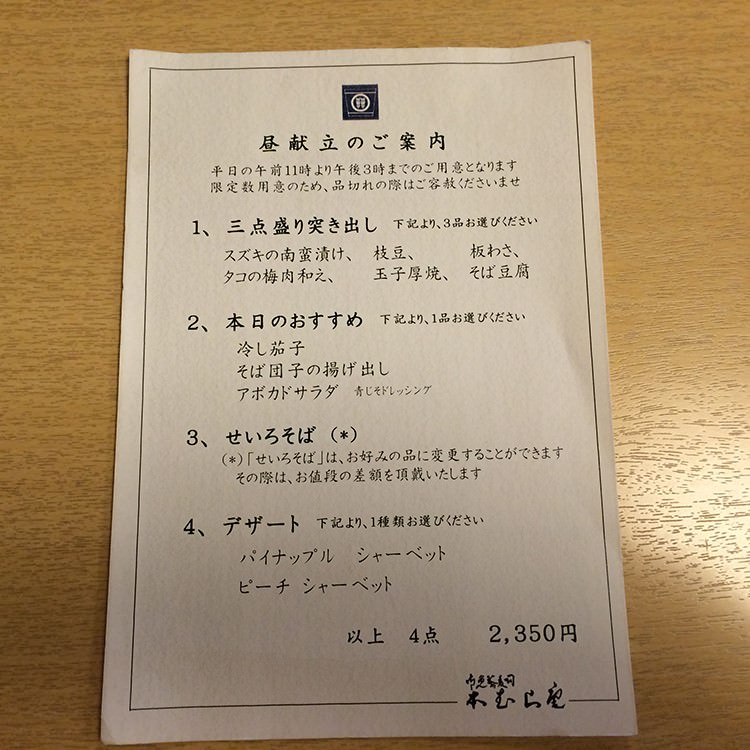 昼献立のご案内
平日の午前11時より午後3時までのご用意となります
限定数用意のため、品切れの際はご容赦くださいませ
1、三点盛り突き出し 下記より、3品お選びください
スズキの南蛮漬け、 枝豆、 板わさ、
タコの梅肉和え、 玉子厚焼、 そば豆腐
2、本日のおすすめ 下記より、1品お選びください
冷し茄子
そば団子の揚げ出し
アボカドサラダ 青じそドレッシング
3、せいろそば (*)
(*)「せいろそば」は、お好みの品に変更することができます
その際は、お値段の差額を頂戴いたします
4、デザート 下記より、1種類お選びください
パイナップル シャーベット
ピーチ シャーベット
以上 4点 2,350円